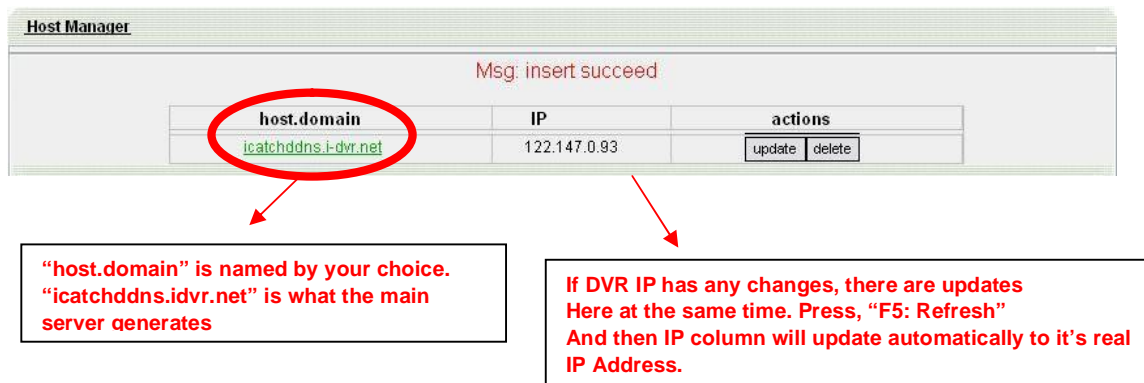 Host Manager
Msg: insert succeed
host.domain IP actions
icatchddns.i-dvr.net 122.147.0.93 update delete
“host.domain” is named by your choice.
“icatchddns.idvr.net” is what the main
server generates
If DVR IP has any changes, there are updates
Here at the same time. Press, “F5: Refresh”
And then IP column will update automatically to it’s real
IP Address.